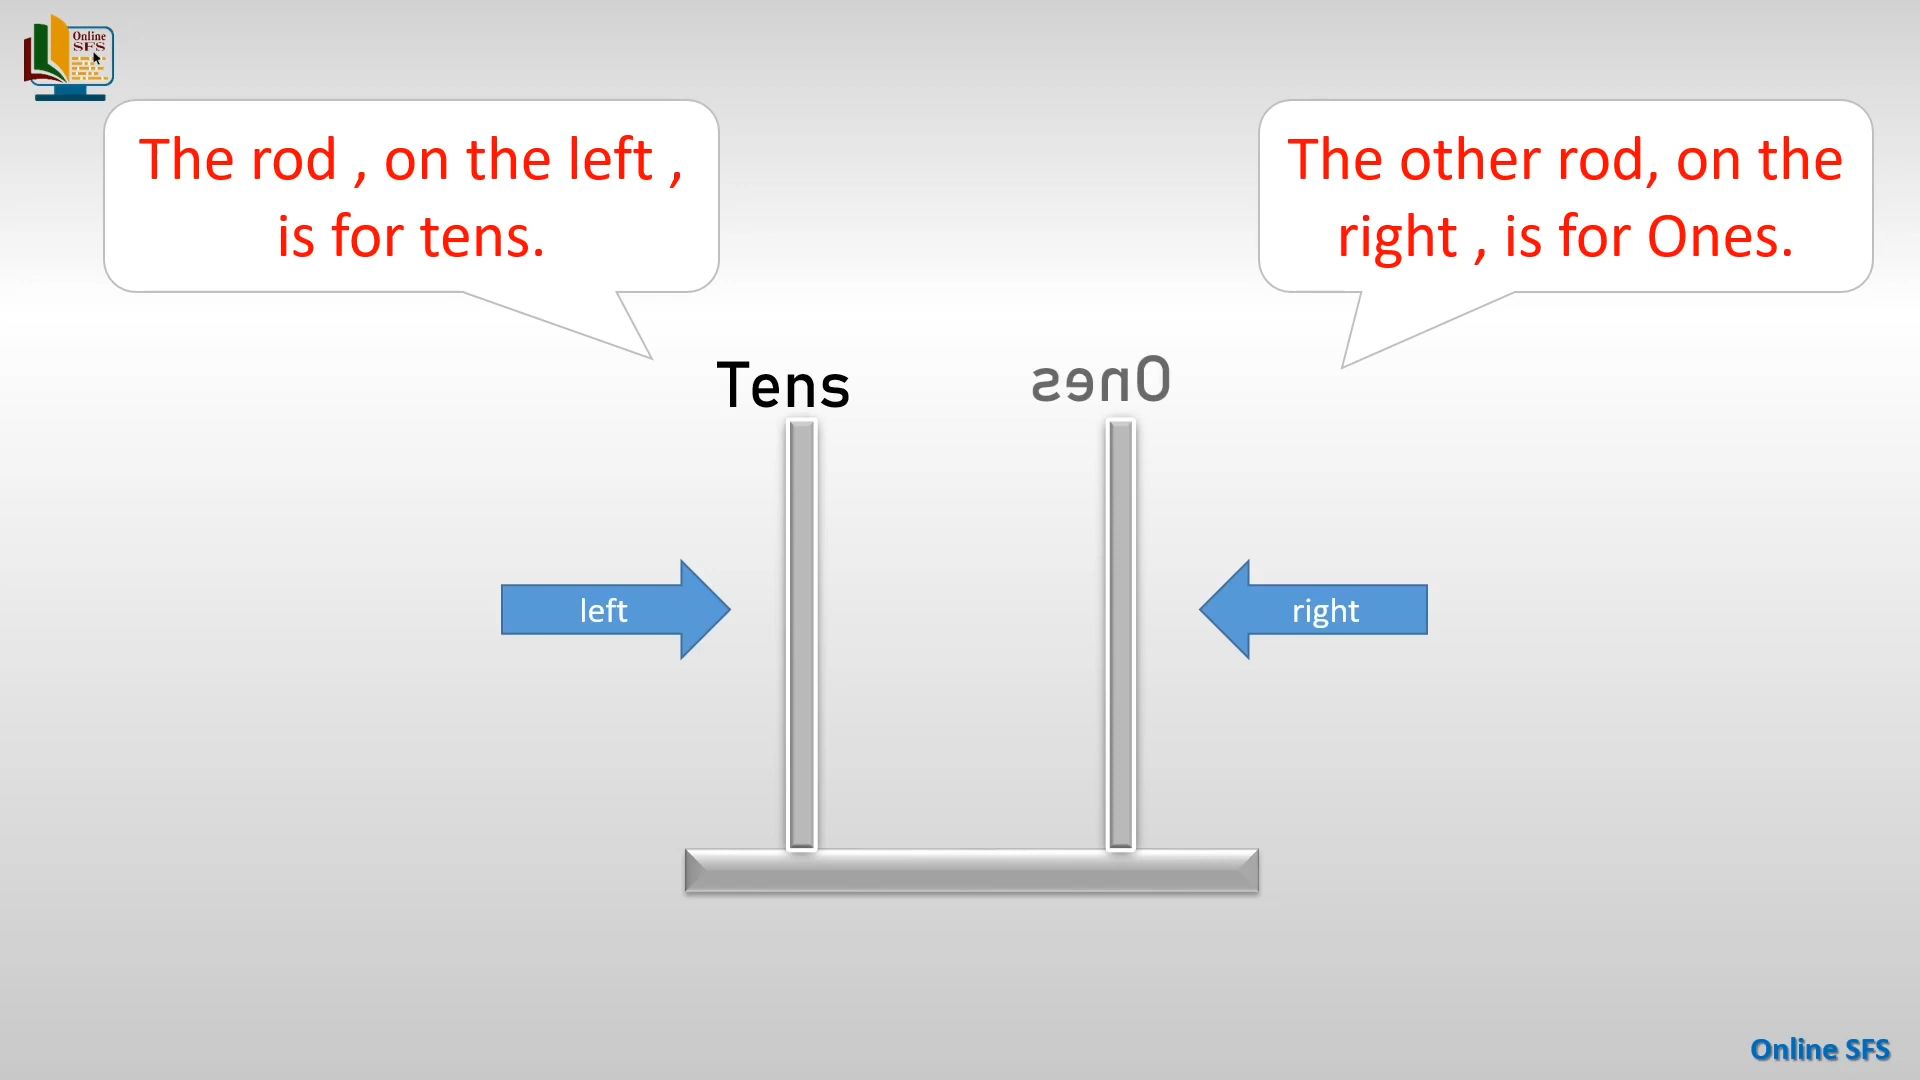 Online
SFS
The rod , on the left ,
is for tens.
The other rod, on the
right , is for Ones.
Tens
Ones
left
right
Online SFS